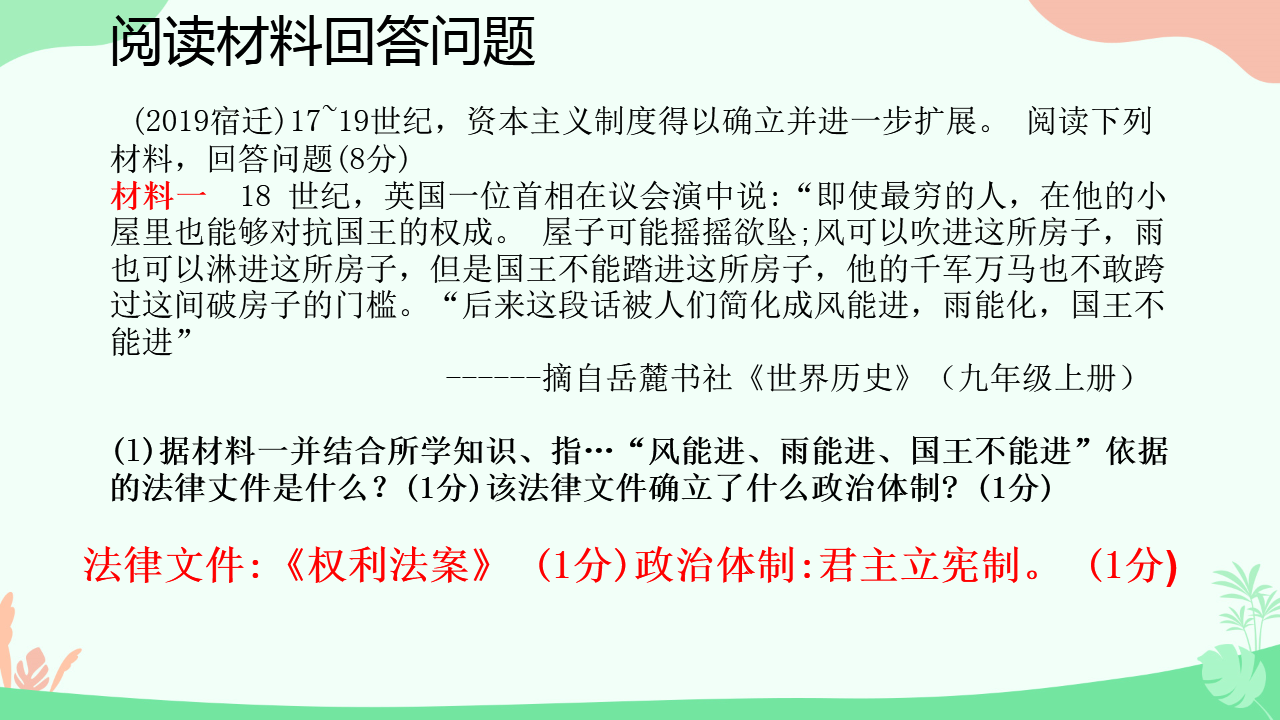 阅读材料回答问题
(2019宿迁)17~19世纪，资本主义制度得以确立并进一步扩展。 阅读下列
材料，回答问题(8分)
材料一 18 世纪，英国一位首相在议会演中说:“即使最穷的人，在他的小
屋里也能够对抗国王的权成。 屋子可能摇摇欲坠;风可以吹进这所房子，雨
也可以淋进这所房子，但是国王不能踏进这所房子，他的千军万马也不敢跨
过这间破房子的门槛。“后来这段话被人们简化成风能进，雨能化，国王不
能进”
------摘自岳麓书社《世界历史》（九年级上册）
(1)据材料一并结合所学知识、指…“风能进、雨能进、国王不能进”依据
的法律丈件是什么？(1分)该法律文件确立了什么政治体制? (1分)
法律文件:《权利法案》 (1分)政治体制:君主立宪制。 (1分)